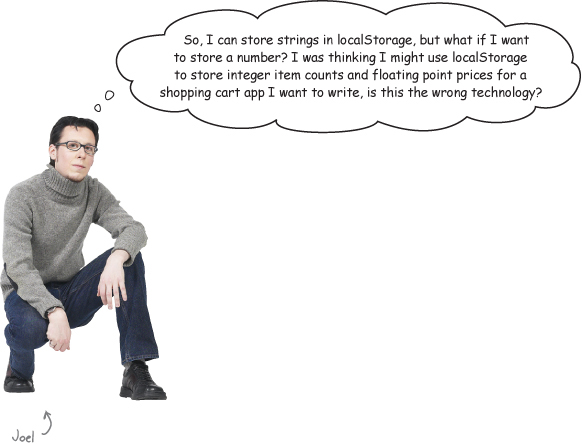 So, I can store strings in localStorage, but what if I want
to store a number? I was thinking I might use localStorage
to store integer item counts and floating point prices for a
shopping cart app I want to write, is this the wrong technology?
Joel